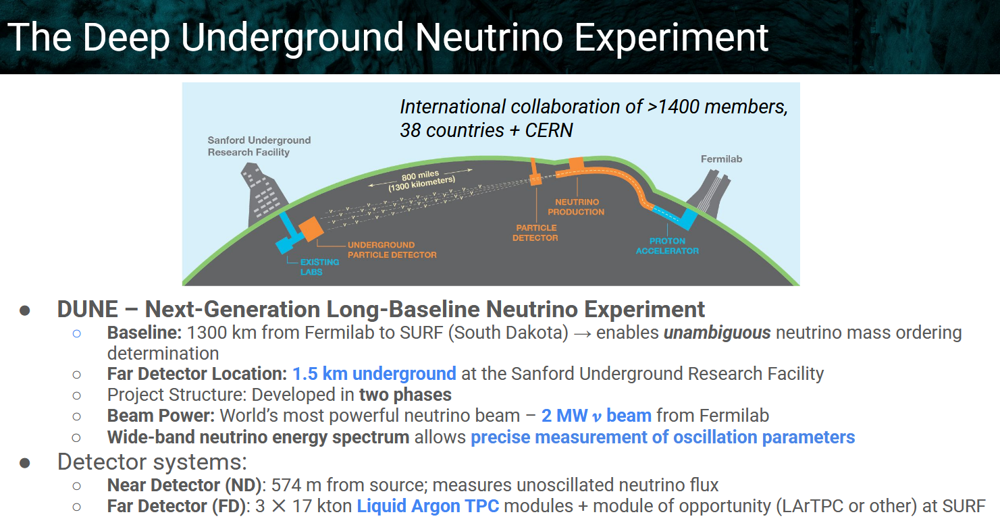 The Deep Underground Neutrino Experiment
International collaboration of >1400 members,
38 countries + CERN
Sanford Underground
Research Facility
Fermilab
800 miles
(1300 kilometers)
NEUTRINO
PRODUCTION
PARTICLE
DETECTOR
PROTON
ACCELERATOR
UNDERGROUND
PARTICLE DETECTOR
EXISTING
LABS
● DUNE – Next-Generation Long-Baseline Neutrino Experiment
○ Baseline: 1300 km from Fermilab to SURF (South Dakota) → enables unambiguous neutrino mass ordering
determination
○ Far Detector Location: 1.5 km underground at the Sanford Underground Research Facility
○ Project Structure: Developed in two phases
○ Beam Power: World’s most powerful neutrino beam – 2 MW ν beam from Fermilab
○ Wide-band neutrino energy spectrum allows precise measurement of oscillation parameters
● Detector systems:
○ Near Detector (ND): 574 m from source; measures unoscillated neutrino flux
○ Far Detector (FD): 3 ✕ 17 kton Liquid Argon TPC modules + module of opportunity (LArTPC or other) at SURF